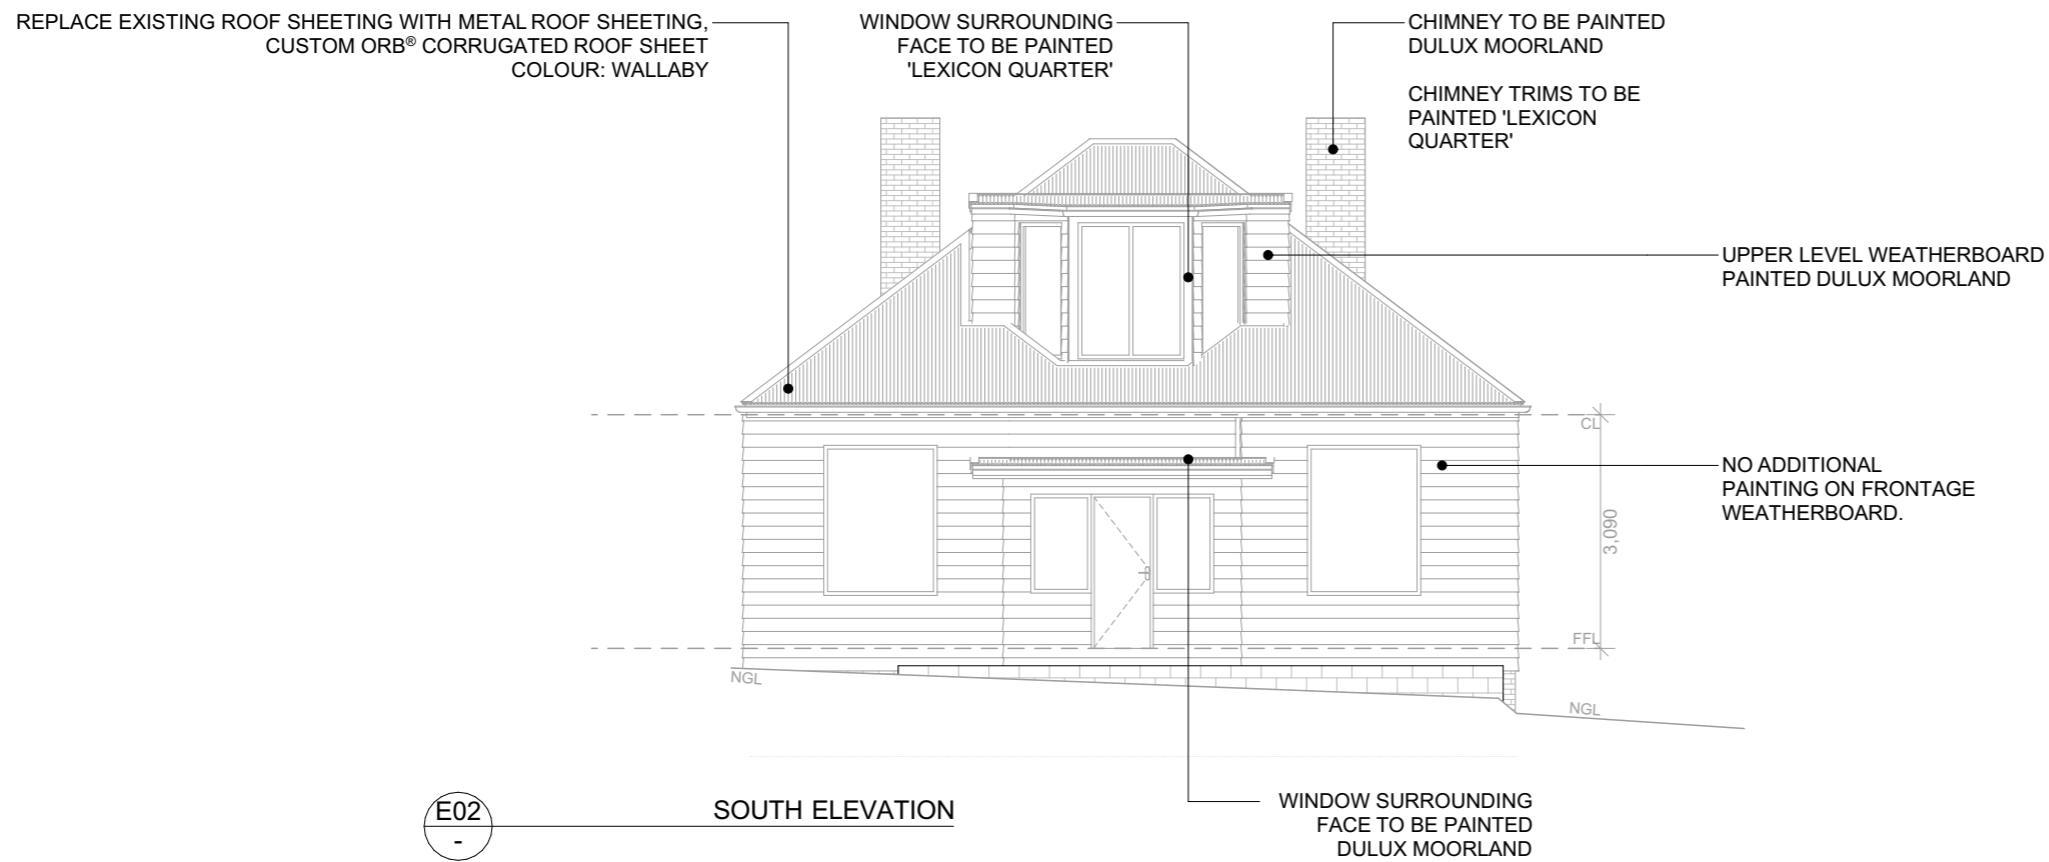 REPLACE EXISTING ROOF SHEETING WITH METAL ROOF SHEETING,
CUSTOM ORB® CORRUGATED ROOF SHEET
COLOUR: WALLABY
WINDOW SURROUNDING
FACE TO BE PAINTED
'LEXICON QUARTER'
CHIMNEY TO BE PAINTED
DULUX MOORLAND
CHIMNEY TRIMS TO BE
PAINTED 'LEXICON
QUARTER'
UPPER LEVEL WEATHERBOARD
PAINTED DULUX MOORLAND
CL
NO ADDITIONAL
PAINTING ON FRONTAGE
WEATHERBOARD.
3,090
FFL
NGL
NGL
E02
-
SOUTH ELEVATION
WINDOW SURROUNDING
FACE TO BE PAINTED
DULUX MOORLAND